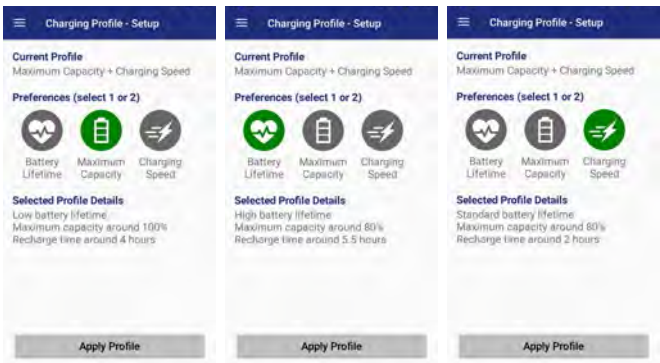 Charging Profile - Setup
Current Profile
Maximum Capacity + Charging Speed
Preferences (select 1 or 2)
Battery Lifetime
Maximum Capacity
Charging Speed
Selected Profile Details
Low battery lifetime
Maximum capacity around 100%
Recharge time around 4 hours
Apply Profile
Charging Profile - Setup
Current Profile
Maximum Capacity + Charging Speed
Preferences (select 1 or 2)
Battery Lifetime
Maximum Capacity
Charging Speed
Selected Profile Details
High battery lifetime
Maximum capacity around 80%
Recharge time around 5.5 hours
Apply Profile
Charging Profile - Setup
Current Profile
Maximum Capacity + Charging Speed
Preferences (select 1 or 2)
Battery Lifetime
Maximum Capacity
Charging Speed
Selected Profile Details
Standard battery lifetime
Maximum capacity around 80%
Recharge time around 2 hours
Apply Profile